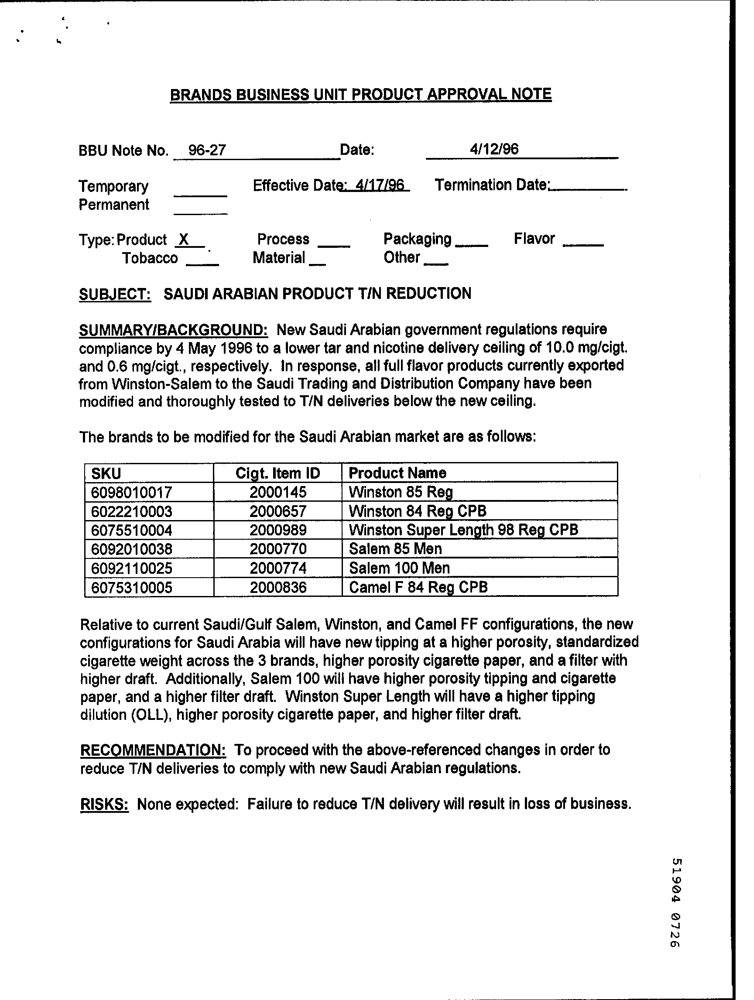 BRANDS BUSINESS UNIT PRODUCT APPROVAL NOTE
BBU Note No. 96-27 Date: 4/12/96
Temporary ____ Effective Date: 4/17/96 Termination Date:____
Permanent ____
Type: Product X Process ____ Packaging ____ Flavor ____
Tobacco ____ Material __ Other ___
SUBJECT: SAUDI ARABIAN PRODUCT T/N REDUCTION
SUMMARY/BACKGROUND: New Saudi Arabian government regulations require
compliance by 4 May 1996 to a lower tar and nicotine delivery ceiling of 10.0 mg/cigt.
and 0.6 mg/cigt., respectively. In response, all full flavor products currently exported
from Winston-Salem to the Saudi Trading and Distribution Company have been
modified and thoroughly tested to T/N deliveries below the new ceiling.
The brands to be modified for the Saudi Arabian market are as follows:
SKU Cigt. Item ID Product Name
6098010017 2000145 Winston 85 Reg
6022210003 2000657 Winston 84 Reg CPB
6075510004 2000989 Winston Super Length 98 Reg CPB
6092010038 2000770 Salem 85 Men
6092110025 2000774 Salem 100 Men
6075310005 2000836 Camel F 84 Reg CPB
Relative to current Saudi/Gulf Salem, Winston, and Camel FF configurations, the new
configurations for Saudi Arabia will have new tipping at a higher porosity, standardized
cigarette weight across the 3 brands, higher porosity cigarette paper, and a filter with
higher draft. Additionally, Salem 100 will have higher porosity tipping and cigarette
paper, and a higher filter draft. Winston Super Length will have a higher tipping
dilution (OLL), higher porosity cigarette paper, and higher filter draft.
RECOMMENDATION: To proceed with the above-referenced changes in order to
reduce T/N deliveries to comply with new Saudi Arabian regulations.
RISKS: None expected: Failure to reduce T/N delivery will result in loss of business.
51904 0726